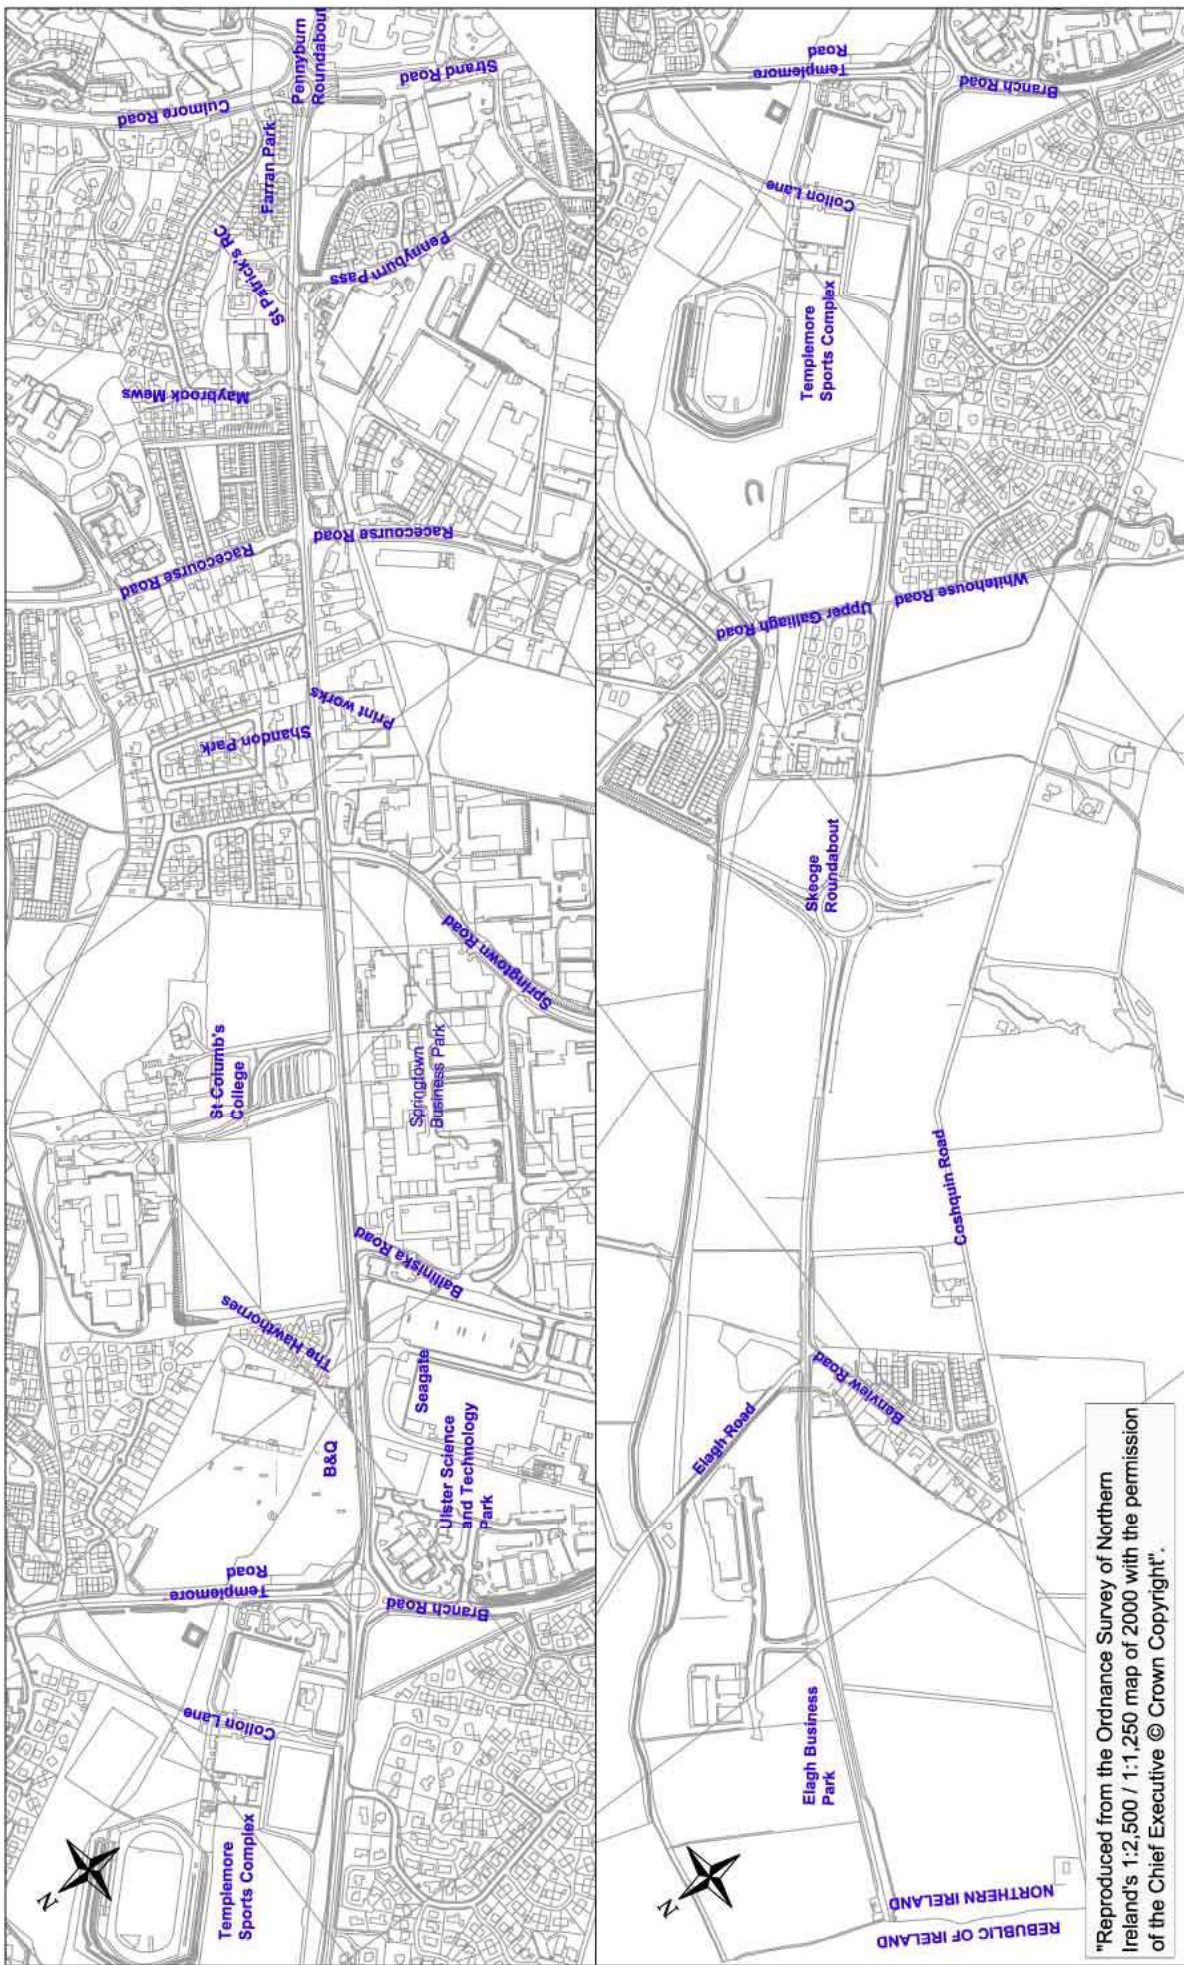 Culmore Road
Pennyburn
Roundabout
Strand Road
Farran Park
St Patrick's RC
Pennyburn Pass
Maybrook Mews
Racecourse Road
Racecourse Road
Shandon Park
Print works
Springtown Road
St Columb's
College
Springtown
Business Park
Ballliniska Road
The Hawthornes
Seagate
B&Q
Ulster Science
and Technology
Park
Templemore
Road
Branch Road
Collon Lane
Templemore
Sports Complex
N
Templemore
Road
Branch Road
Collon Lane
Templemore
Sports Complex
Upper Galliagh Road
Whitehouse Road
Skeoge
Roundabout
Coshquin Road
Elagh Road
Benview Road
Elagh Business
Park
N
NORTHERN IRELAND
REBUBLIC OF IRELAND
"Reproduced from the Ordnance Survey of Northern
Ireland's 1:2,500 / 1:1,250 map of 2000 with the permission
of the Chief Executive © Crown Copyright".